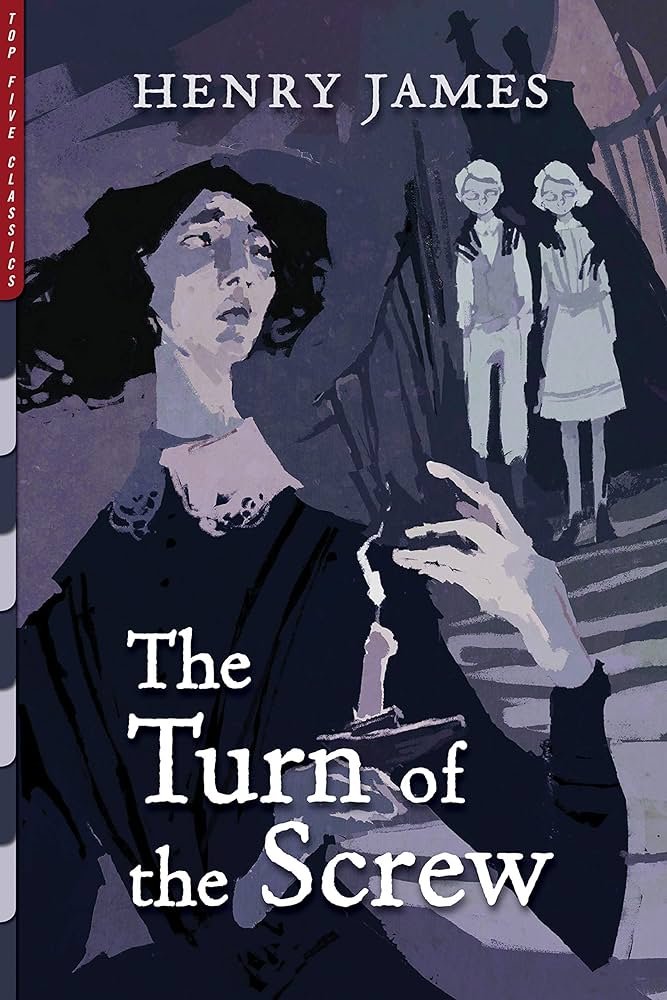 TOP FIVE CLASSICS
HENRY JAMES
The
Turn of
the Screw